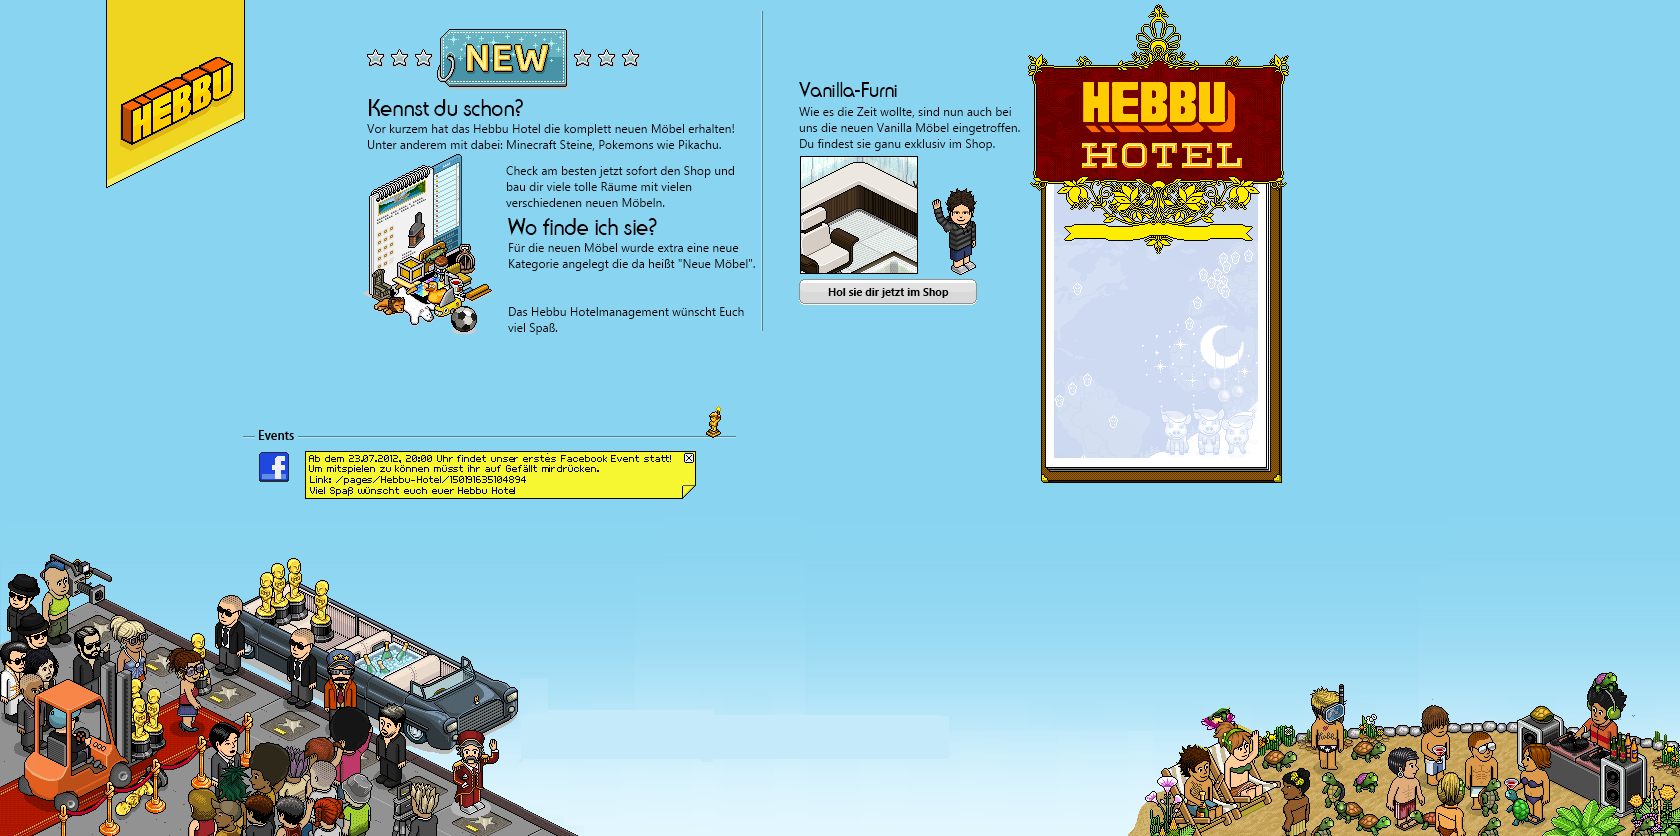 HEBBU
NEW
Kennst du schon?
Vor kurzem hat das Hebbu Hotel die komplett neuen Möbel erhalten!
Unter anderem mit dabei: Minecraft Steine, Pokemons wie Pikachu.
Check am besten jetzt sofort den Shop und
bau dir viele tolle Räume mit vielen
verschiedenen neuen Möbeln.
Wo finde ich sie?
Für die neuen Möbel wurde extra eine neue
Kategorie angelegt die da heißt "Neue Möbel".
Das Hebbu Hotelmanagement wünscht Euch
viel Spaß.
Vanilla-Furni
Wie es die Zeit wollte, sind nun auch bei
uns die neuen Vanilla Möbel eingetroffen.
Du findest sie ganu exklusiv im Shop.
Hol sie dir jetzt im Shop
HEBBU
HOTEL
Events
Ab dem 23.07.2012, 20:00 Uhr findet unser erstes Facebook Event statt!
Um mitspielen zu können müsst ihr auf Gefällt mirdrücken.
Link: /pages/Hebbu-Hotel/150191635104894
Viel Spaß wünscht euch euer Hebbu Hotel